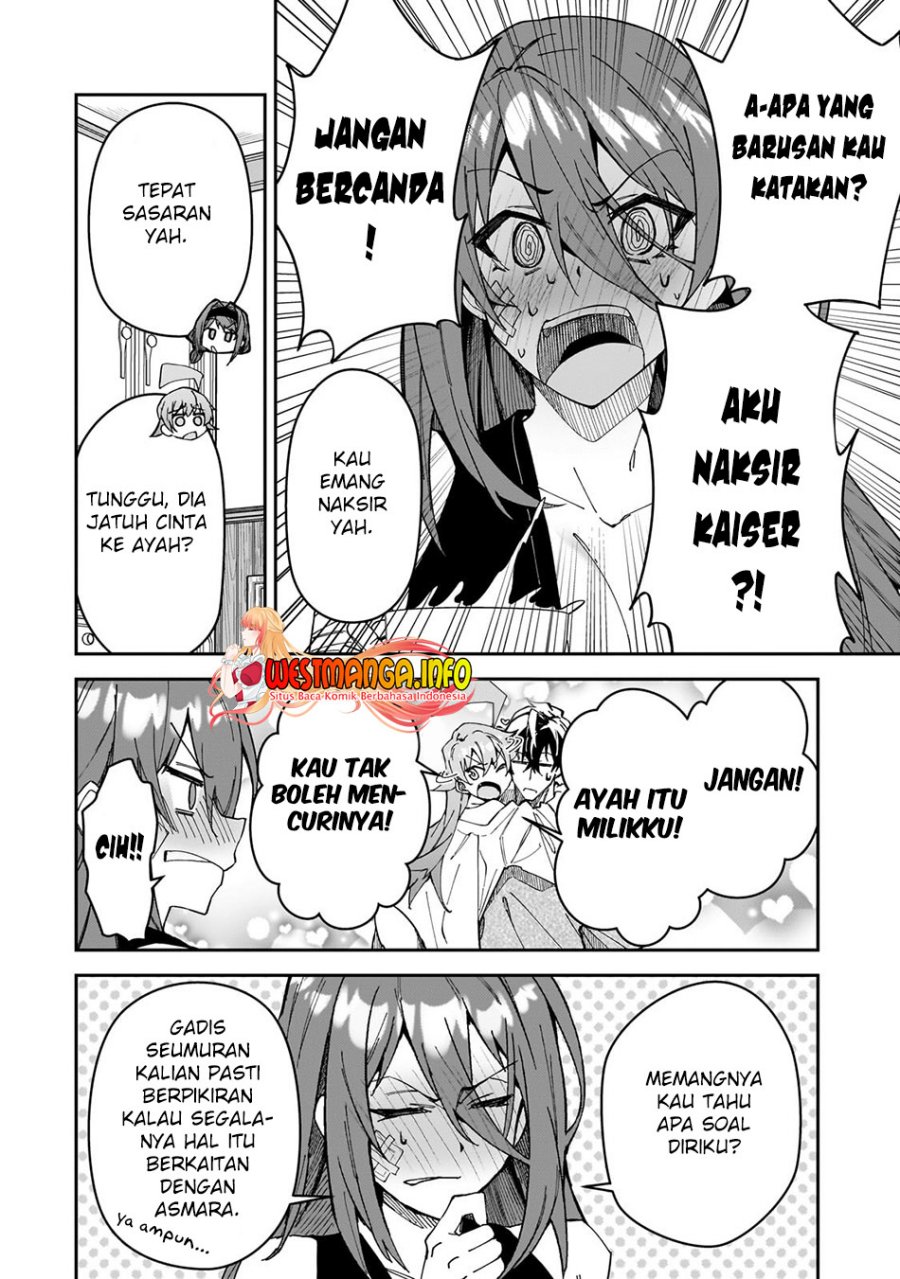 A-APA YANG
BARUSAN KAU
KATAKAN?
AKU
NAKSIR
KAISER
?!
JANGAN
BERCANDA
!
KAU
EMANG
NAKSIR
YAH.
TEPAT
SASARAN
YAH.
TUNGGU, DIA
JATUH CINTA
KE AYAH?
WESTMANGA.INFO
Situs Baca Komik Berbahasa Indonesia
JANGAN!
AYAH ITU
MILIKKU!
KAU TAK
BOLEH MEN-
CURINYA!
CIH!!
MEMANGNYA
KAU TAHU
APA SOAL
DIRIKU?
GADIS
SEUMURAN
KALIAN PASTI
BERPIKIRAN
KALAU SEGALA-
NYA HAL ITU
BERKAITAN
DENGAN
ASMARA.
ya ampun...